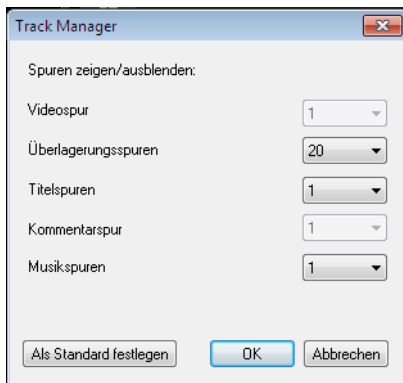 Track Manager
Spuren zeigen/ausblenden:
Videospur 1
Überlagerungsspuren 20
Titelspuren 1
Kommentarspur 1
Musikspuren 1
Als Standard festlegen OK Abbrechen